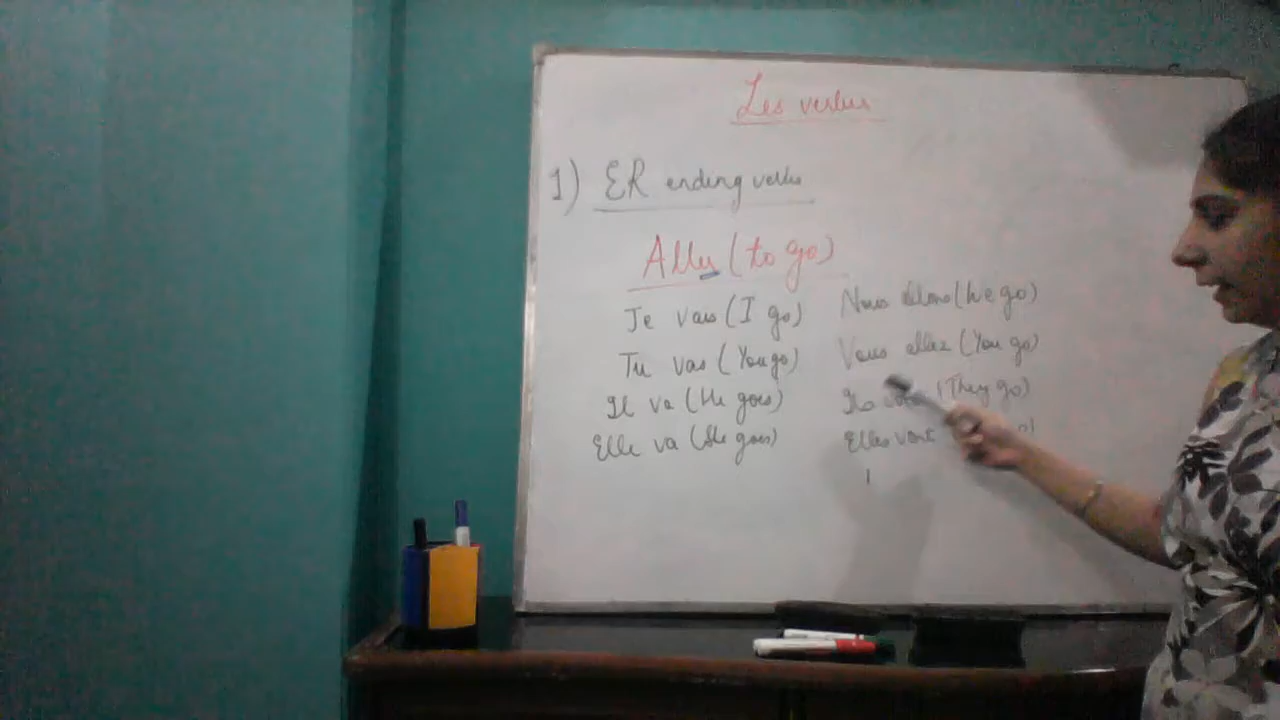 Les verbes
1) ER ending verbs
Aller (to go)
Je vais (I go)
Tu vas (You go)
Il va (He goes)
Elle va (She goes)
Nous allons (We go)
Vous allez (You go)
Ils (They go)
Elles vont